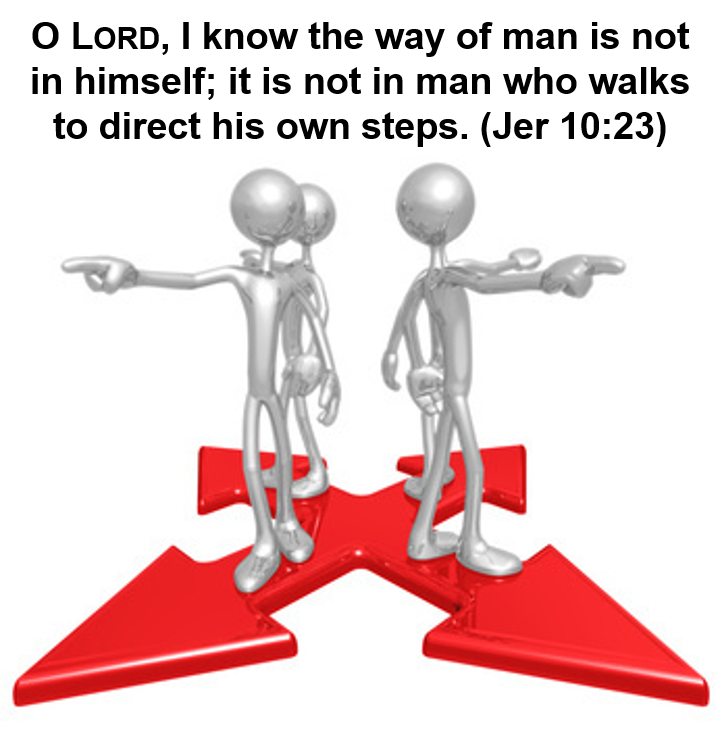 O LORD, I know the way of man is not
in himself; it is not in man who walks
to direct his own steps. (Jer 10:23)